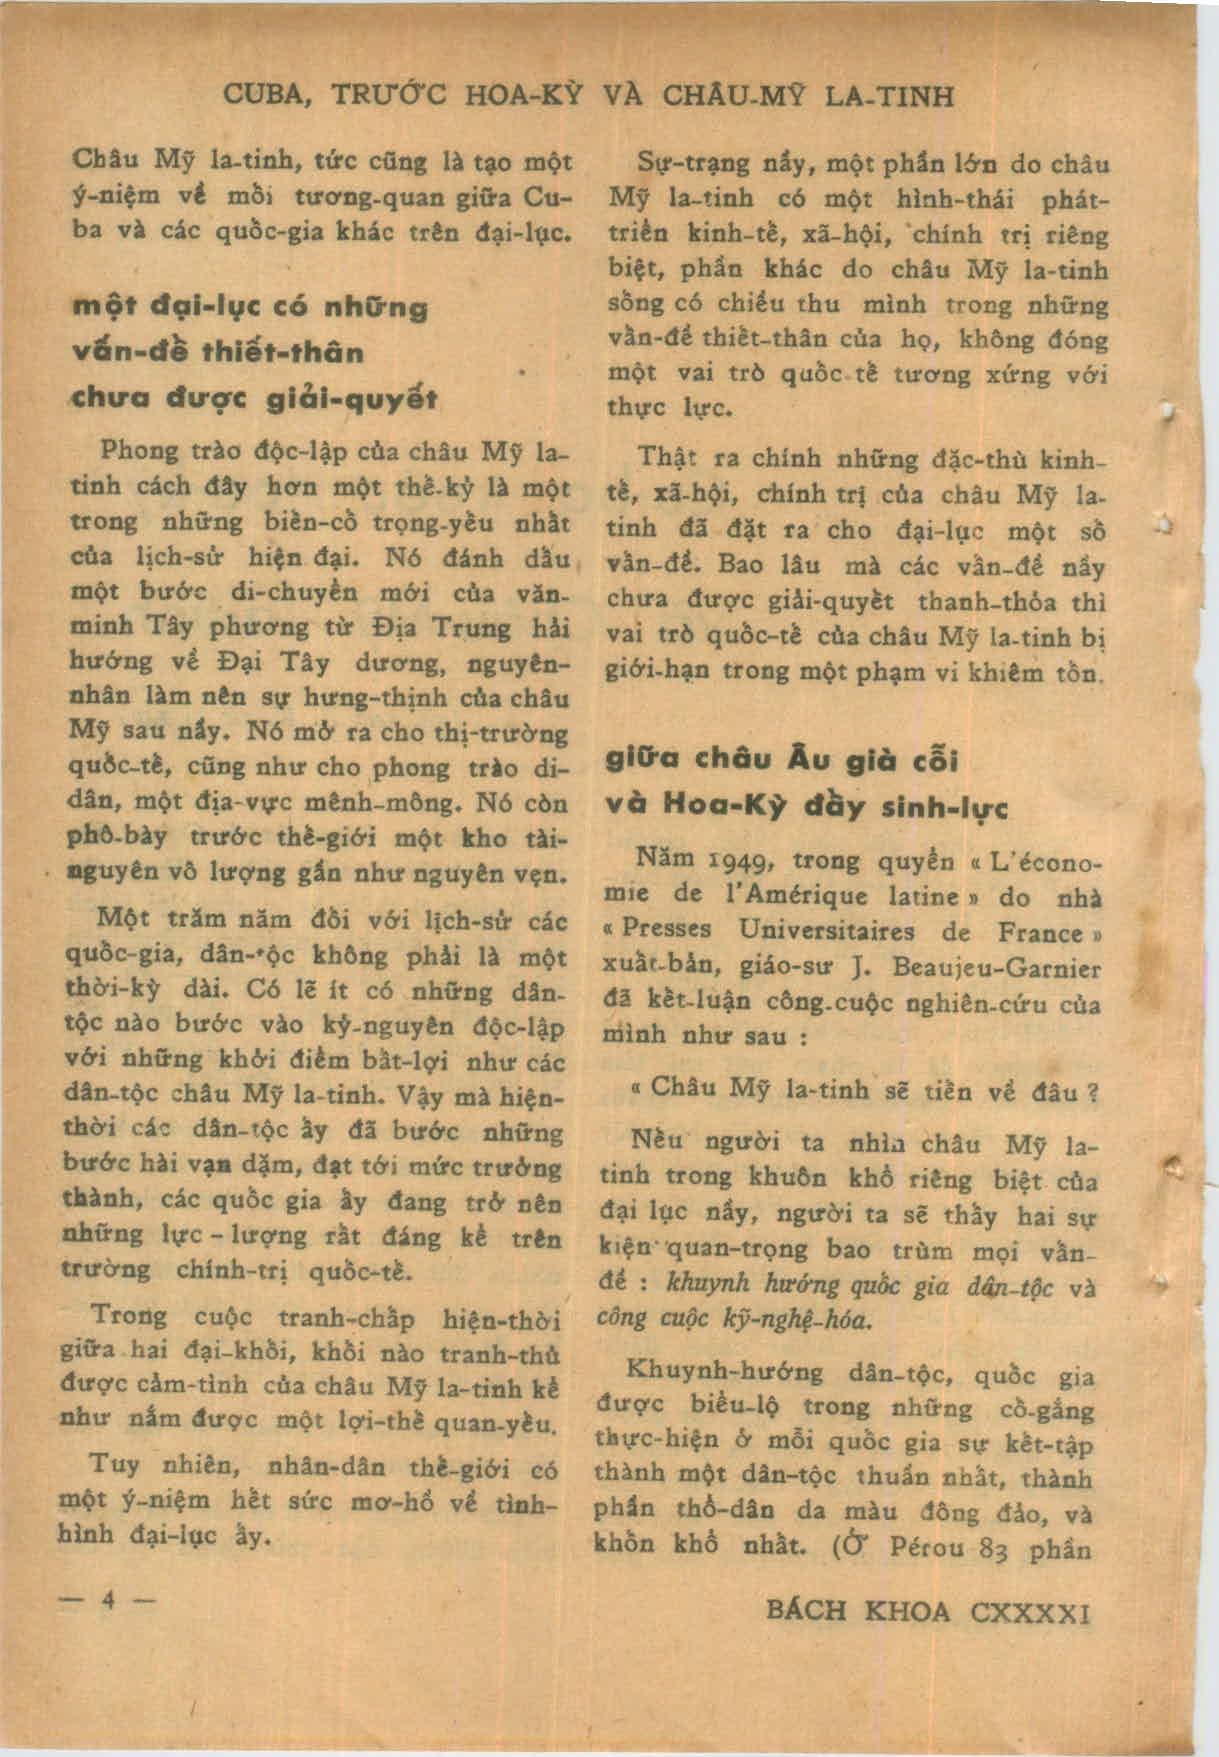 CUBA, TRƯỚC HOA-KỲ VÀ CHÂU-MỸ LA-TINH
Châu Mỹ la-tinh, tức cũng là tạo một
ý-niệm về mối tương-quan giữa Cu-
ba và các quốc-gia khác trên đại-lục.
một đại-lục có những
vấn-đề thiết-thân
chưa được giải-quyết
Phong trào độc-lập của châu Mỹ la-
tinh cách đây hơn một thế-kỷ là một
trong những biến-cố trọng-yếu nhất
của lịch-sử hiện đại. Nó đánh dấu
một bước di-chuyển mới của văn-
minh Tây phương từ Địa Trung hải
hướng về Đại Tây dương, nguyên-
nhân làm nên sự hưng-thịnh của châu
Mỹ sau nầy. Nó mở ra cho thị-trường
quốc-tế, cũng như cho phong trào di-
dân, một địa-vực mênh-mông. Nó còn
phô-bày trước thế-giới một kho tài-
nguyên vô lượng gần như nguyên vẹn.
Một trăm năm đối với lịch-sử các
quốc-gia, dân-tộc không phải là một
thời-kỳ dài. Có lẽ ít có những dân-
tộc nào bước vào kỷ-nguyên độc-lập
với những khởi điểm bất-lợi như các
dân-tộc châu Mỹ la-tinh. Vậy mà hiện-
thời các dân-tộc ấy đã bước những
bước hài vạn dặm, đạt tới mức trưởng
thành, các quốc gia ấy đang trở nên
những lực – lượng rất đáng kể trên
trường chính-trị quốc-tế.
Trong cuộc tranh-chấp hiện-thời
giữa hai đại-khối, khối nào tranh-thủ
được cảm-tình của châu Mỹ la-tinh kể
như nắm được một lợi-thế quan-yếu.
Tuy nhiên, nhân-dân thế-giới có
một ý-niệm hết sức mơ-hồ về tình-
hình đại-lục ấy.
Sự-trạng nầy, một phần lớn do châu
Mỹ la-tinh có một hình-thái phát-
triển kinh-tế, xã-hội, chính trị riêng
biệt, phần khác do châu Mỹ la-tinh
sống có chiều thu mình trong những
vấn-đề thiết-thân của họ, không đóng
một vai trò quốc-tế tương xứng với
thực lực.
Thật ra chính những đặc-thù kinh-
tế, xã-hội, chính trị của châu Mỹ la-
tinh đã đặt ra cho đại-lục một số
vấn-đề. Bao lâu mà các vấn-đề nầy
chưa được giải-quyết thanh-thỏa thì
vai trò quốc-tế của châu Mỹ la-tinh bị
giới-hạn trong một phạm vi khiêm tốn.
giữa châu Âu già cỗi
và Hoa-Kỳ đầy sinh-lực
Năm 1949, trong quyển « L'écono-
mie de l'Amérique latine » do nhà
« Presses Universitaires de France »
xuất-bản, giáo-sư J. Beaujeu-Garnier
đã kết-luận công-cuộc nghiên-cứu của
mình như sau :
« Châu Mỹ la-tinh sẽ tiến về đâu ?
Nếu người ta nhìn châu Mỹ la-
tinh trong khuôn khổ riêng biệt của
đại lục nầy, người ta sẽ thấy hai sự
kiện quan-trọng bao trùm mọi vấn-
đề : khuynh hướng quốc gia dân-tộc và
công cuộc kỹ-nghệ-hóa.
Khuynh-hướng dân-tộc, quốc gia
được biểu-lộ trong những cố-gắng
thực-hiện ở mỗi quốc gia sự kết-tập
thành một dân-tộc thuần nhất, thành
phần thổ-dân da màu đông đảo, và
khốn khổ nhất. (Ở Pérou 83 phần
— 4 —
BÁCH KHOA CXXXXI